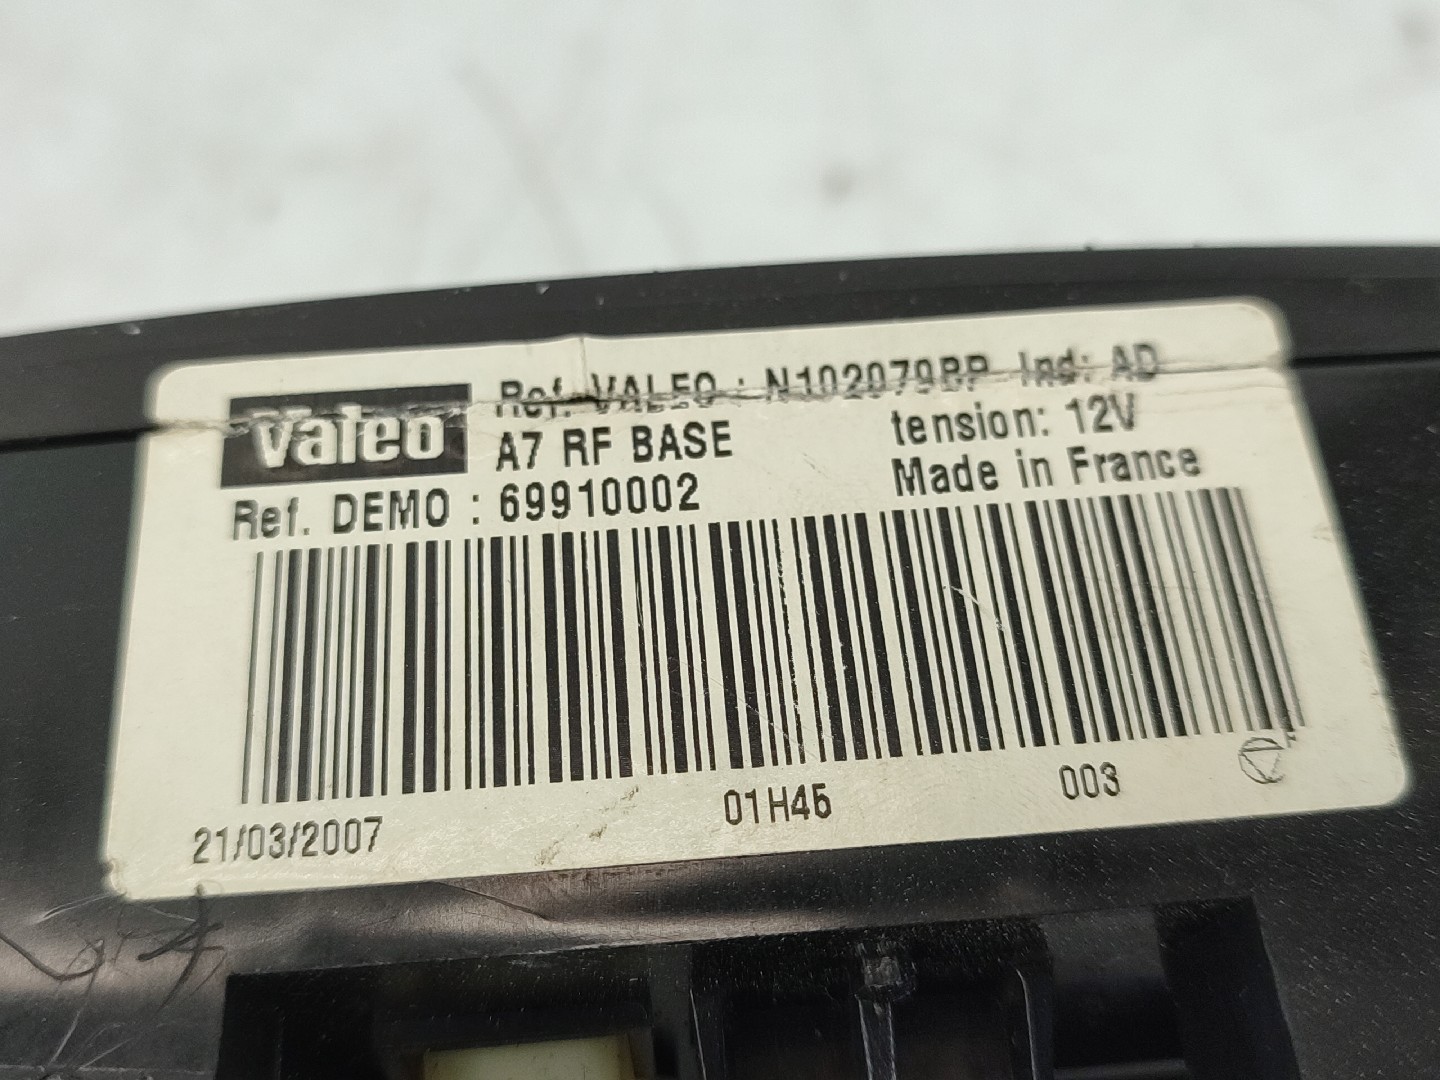 Valeo
Ref. VALEO : N102079BP Ind: AD
A7 RF BASE
tension: 12V
Ref. DEMO : 69910002
Made in France
21/03/2007
01H45
003